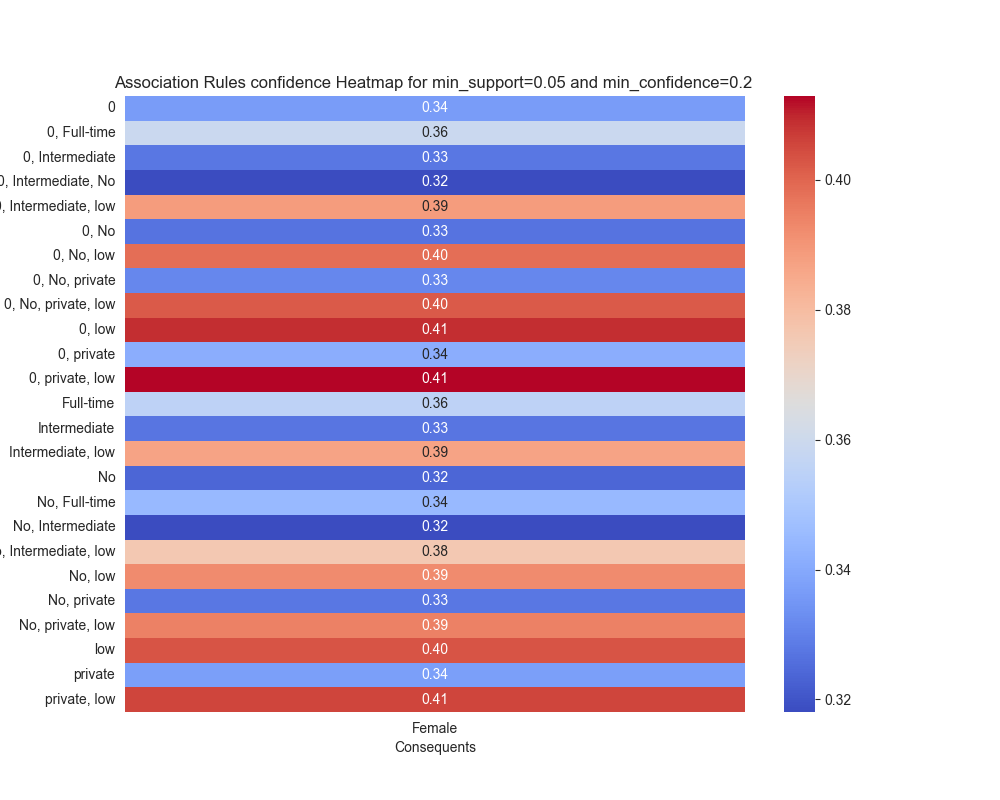 Association Rules confidence Heatmap for min_support=0.05 and min_confidence=0.2
0 0.34
0, Full-time 0.36
0, Intermediate 0.33
0, Intermediate, No 0.32
0, Intermediate, low 0.39
0, No 0.33
0, No, low 0.40
0, No, private 0.33
0, No, private, low 0.40
0, low 0.41
0, private 0.34
0, private, low 0.41
Full-time 0.36
Intermediate 0.33
Intermediate, low 0.39
No 0.32
No, Full-time 0.34
No, Intermediate 0.32
, Intermediate, low 0.38
No, low 0.39
No, private 0.33
No, private, low 0.39
low 0.40
private 0.34
private, low 0.41
Female
Consequents
0.40
0.38
0.36
0.34
0.32